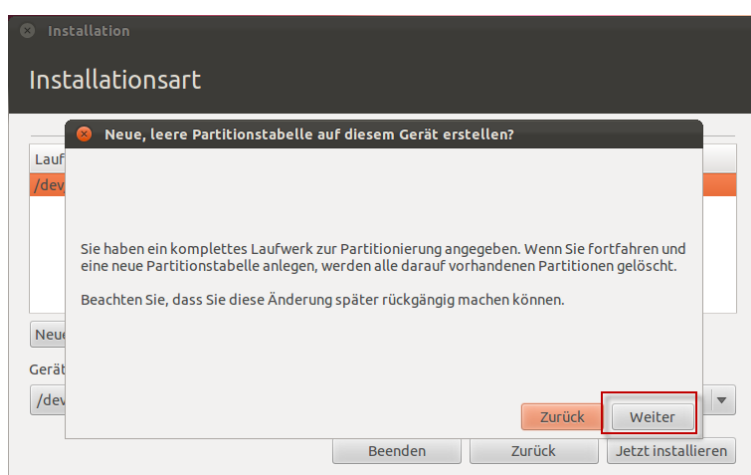 Installation
Installationsart
Neue, leere Partitionstabelle auf diesem Gerät erstellen?
Lauf
/dev
Sie haben ein komplettes Laufwerk zur Partitionierung angegeben. Wenn Sie fortfahren und
eine neue Partitionstabelle anlegen, werden alle darauf vorhandenen Partitionen gelöscht.
Beachten Sie, dass Sie diese Änderung später rückgängig machen können.
Neue
Gerät
/dev
Zurück Weiter
Beenden Zurück Jetzt installieren